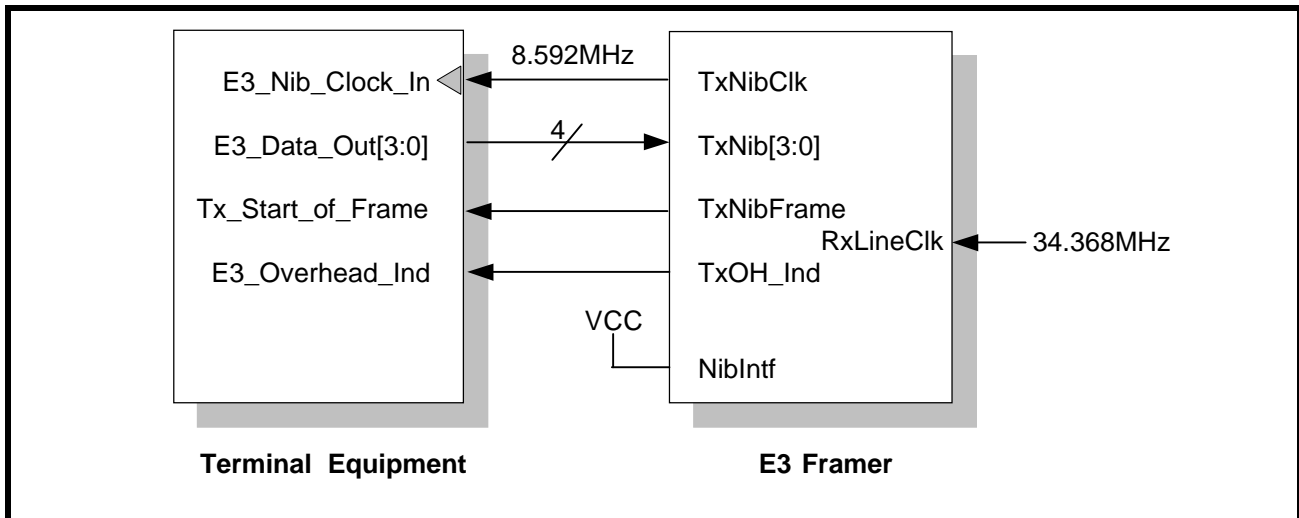 8.592MHz
E3_Nib_Clock_In
TxNibClk
4
E3_Data_Out[3:0]
TxNib[3:0]
Tx_Start_of_Frame
TxNibFrame
RxLineClk
34.368MHz
E3_Overhead_Ind
TxOH_Ind
VCC
NibIntf
Terminal Equipment
E3 Framer